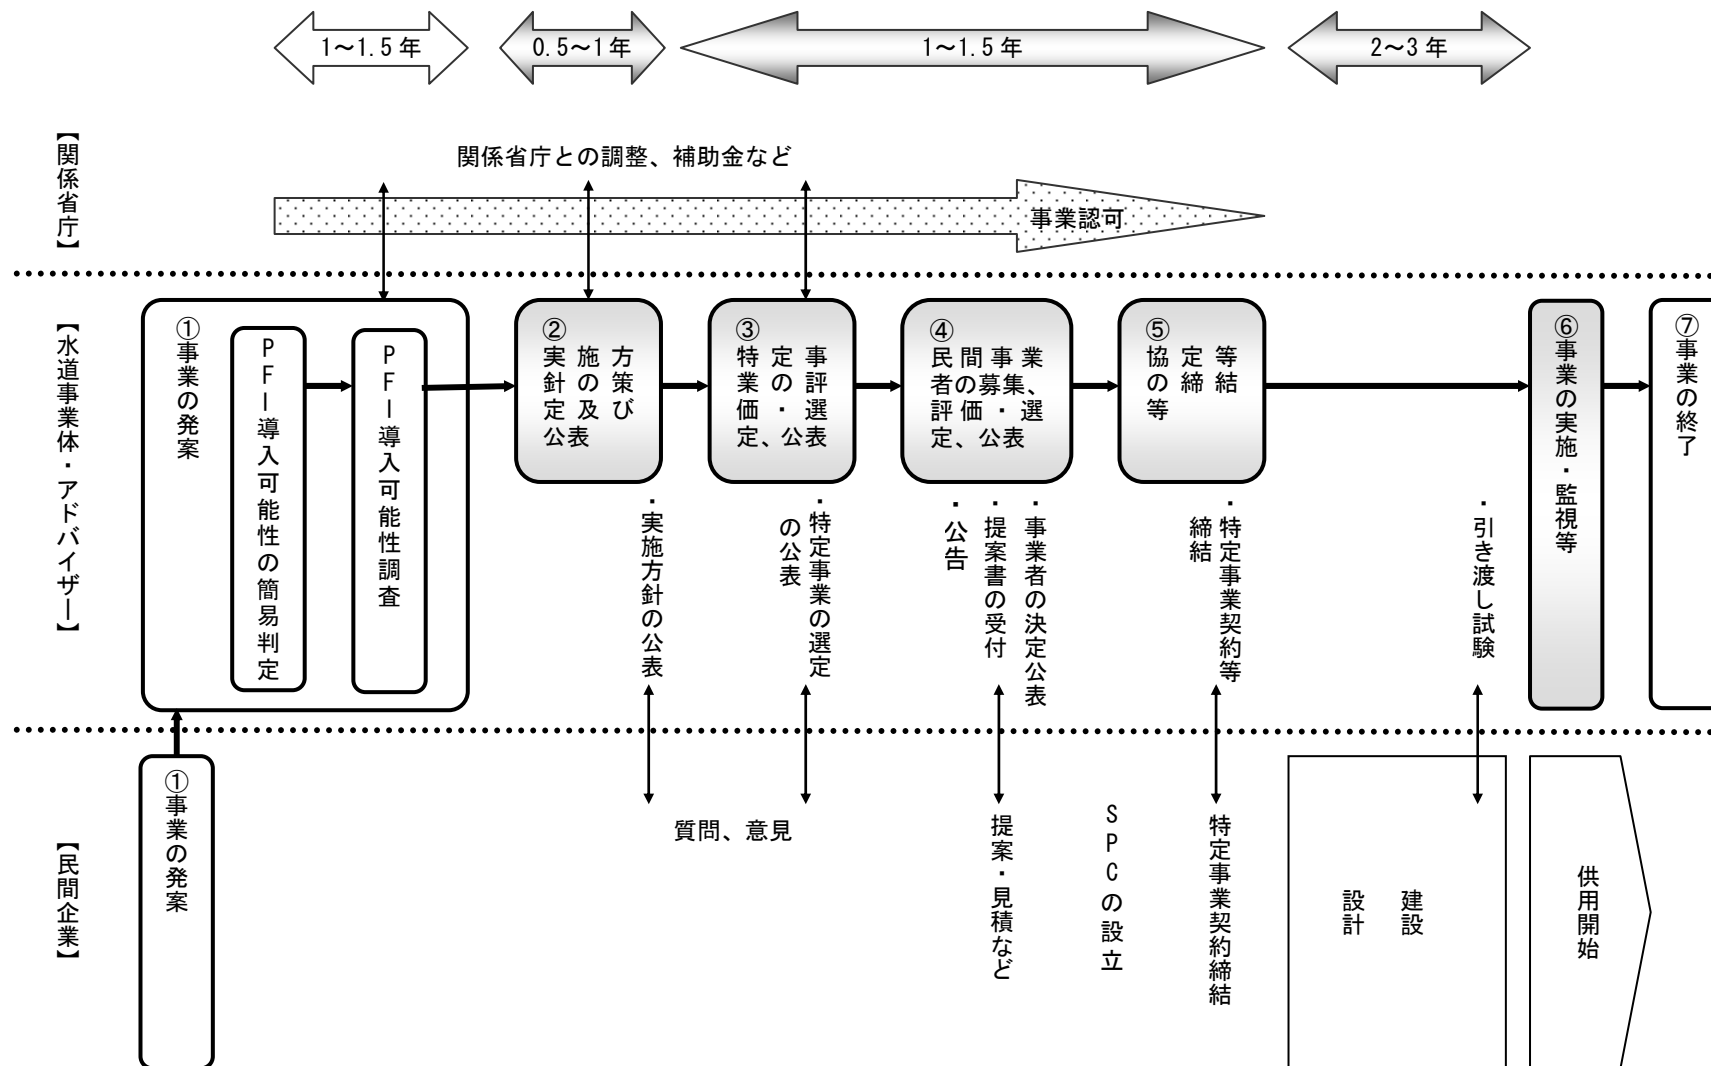 1～1.5 年
0.5～1 年
1～1.5 年
2～3 年
【関係省庁】
関係省庁との調整、補助金など
事業認可
【水道事業体・アドバイザー】
①事業の発案
PFI導入可能性の簡易判定
PFI導入可能性調査
②
実施方
針の策
定及び
公表
③
特定事
業の評
価・選
定、公表
④
民間事業
者の募集、
評価・選
定、公表
⑤
協定等
の締結
等
⑥事業の実施・監視等
⑦事業の終了
・実施方針の公表
・特定事業の選定
の公表
・公告
・提案書の受付
・事業者の決定公表
・特定事業契約等
締結
・引き渡し試験
【民間企業】
①事業の発案
質問、意見
提案・見積など
SPCの設立
特定事業契約締結
設計
建設
供用開始